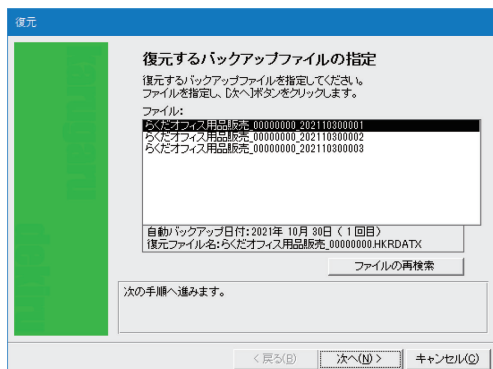 復元
復元するバックアップファイルの指定
復元するバックアップファイルを指定してください。
ファイルを指定し、[次へ]ボタンをクリックします。
ファイル:
らくだオフィス用品販売_00000000_202110300001
らくだオフィス用品販売_00000000_202110300002
らくだオフィス用品販売_00000000_202110300003
自動バックアップ日付:2021年 10月 30日 ( 1 回目)
復元ファイル名:らくだオフィス用品販売_00000000.HKRDATX
ファイルの再検索
次の手順へ進みます。
< 戻る(B) 次へ(N) > キャンセル(C)